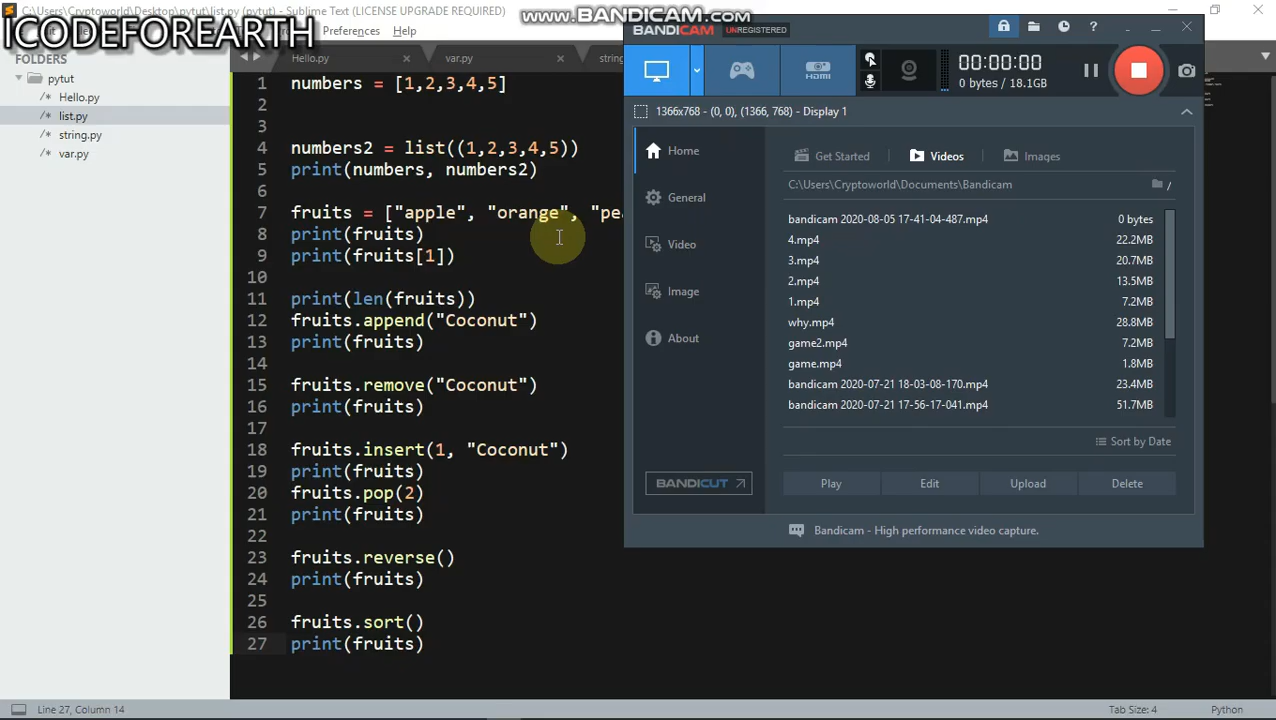 C:\Users\Cryptoworld\Desktop\pytut\list.py (pytut) - Sublime Text (LICENSE UPGRADE REQUIRED)
ICODEFOREARTH
Preferences Help
www.BANDICAM.com
FOLDERS
pytut
Hello.py
list.py
string.py
var.py
Hello.py
var.py
1 numbers = [1,2,3,4,5]
2
3
4 numbers2 = list((1,2,3,4,5))
5 print(numbers, numbers2)
6
7 fruits = ["apple", "orange", "pe
8 print(fruits)
9 print(fruits[1])
10
11 print(len(fruits))
12 fruits.append("Coconut")
13 print(fruits)
14
15 fruits.remove("Coconut")
16 print(fruits)
17
18 fruits.insert(1, "Coconut")
19 print(fruits)
20 fruits.pop(2)
21 print(fruits)
22
23 fruits.reverse()
24 print(fruits)
25
26 fruits.sort()
27 print(fruits)
BANDICAM UNREGISTERED
HDMI
00:00:00
0 bytes / 18.1GB
1366x768 - (0, 0), (1366, 768) - Display 1
Home
General
Video
Image
About
BANDICUT
Get Started Videos Images
C:\Users\Cryptoworld\Documents\Bandicam
bandicam 2020-08-05 17-41-04-487.mp4 0 bytes
4.mp4 22.2MB
3.mp4 20.7MB
2.mp4 13.5MB
1.mp4 7.2MB
why.mp4 28.8MB
game2.mp4 7.2MB
game.mp4 1.8MB
bandicam 2020-07-21 18-03-08-170.mp4 23.4MB
bandicam 2020-07-21 17-56-17-041.mp4 51.7MB
Sort by Date
Play Edit Upload Delete
Bandicam - High performance video capture.
Line 27, Column 14
Tab Size: 4 Python